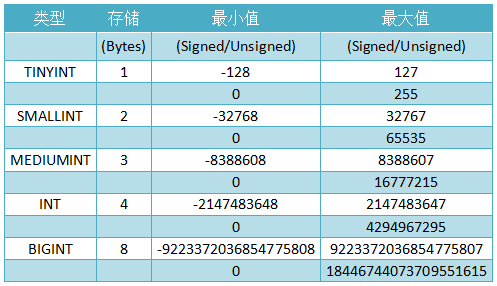 类型 存储 最小值 最大值
(Bytes) (Signed/Unsigned) (Signed/Unsigned)
TINYINT 1 -128 127
0 255
SMALLINT 2 -32768 32767
0 65535
MEDIUMINT 3 -8388608 8388607
0 16777215
INT 4 -2147483648 2147483647
0 4294967295
BIGINT 8 -9223372036854775808 9223372036854775807
0 18446744073709551615